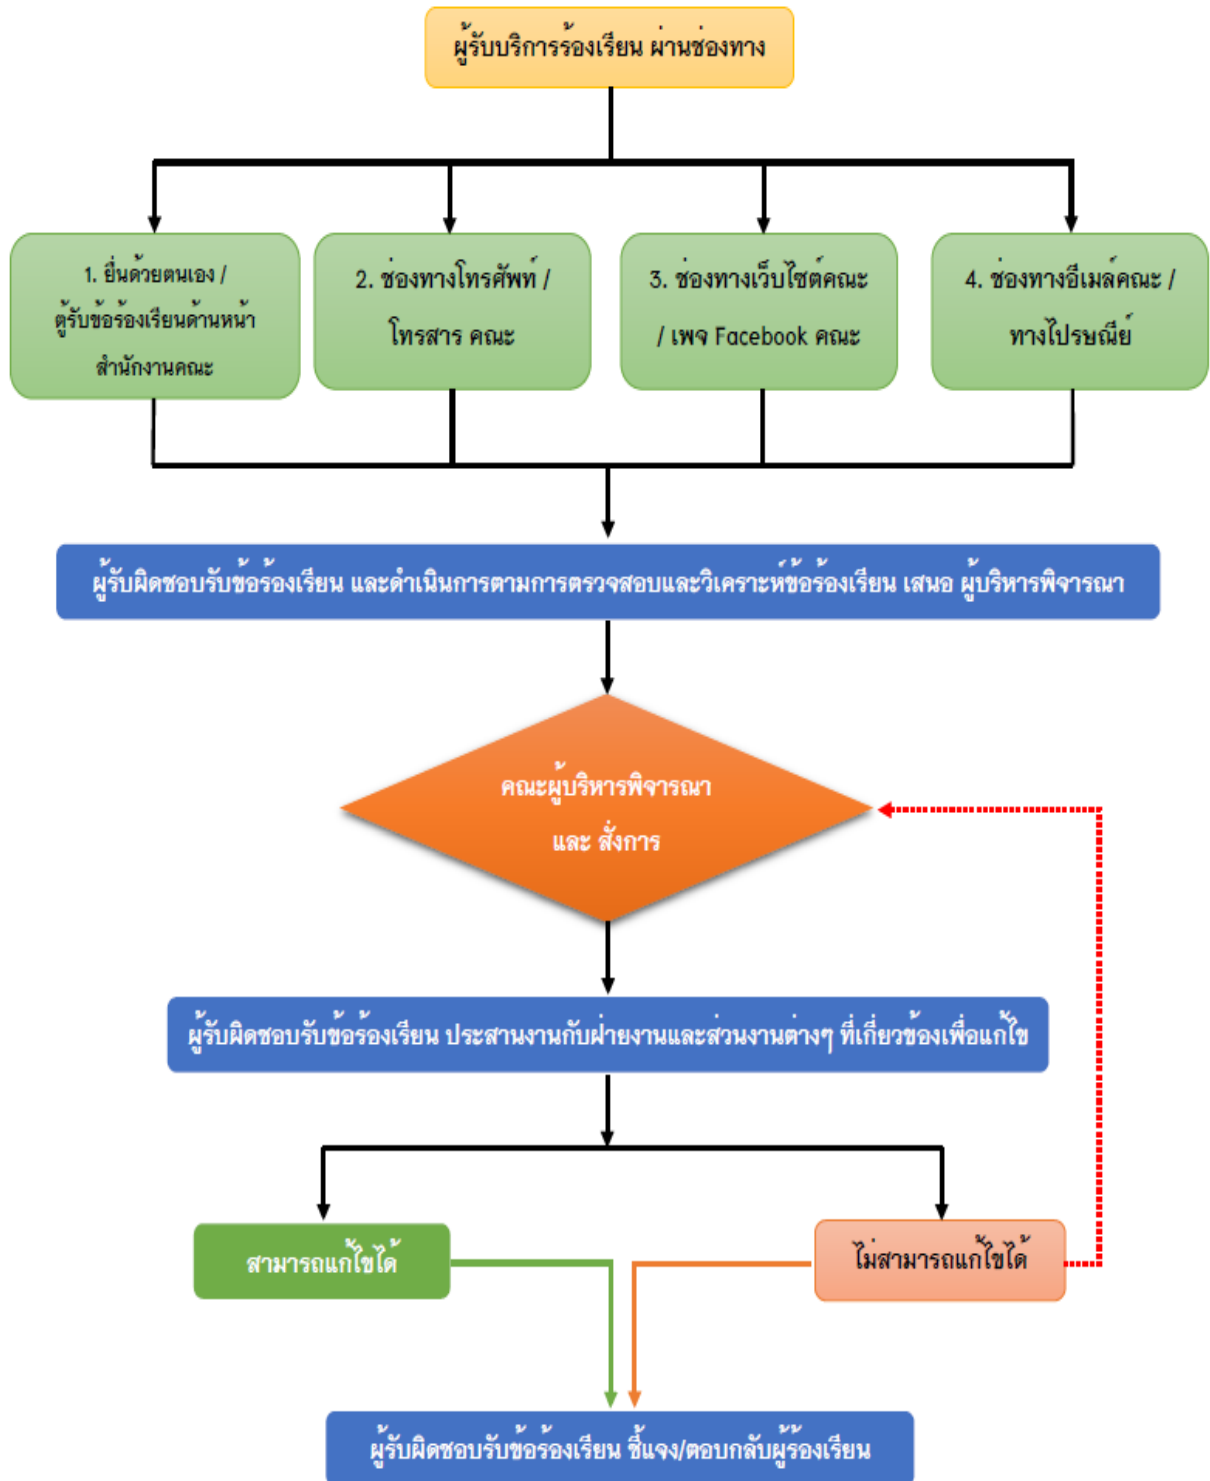 ผู้รับบริการร้องเรียน ผ่านช่องทาง
1. ยื่นด้วยตนเอง /
ตู้รับข้อร้องเรียนด้านหน้า
สำนักงานคณะ
2. ช่องทางโทรศัพท์ /
โทรสาร คณะ
3. ช่องทางเว็บไซต์คณะ
/ เพจ Facebook คณะ
4. ช่องทางอีเมล์คณะ /
ทางไปรษณีย์
ผู้รับผิดชอบรับข้อร้องเรียน และดำเนินการตามการตรวจสอบและวิเคราะห์ข้อร้องเรียน เสนอ ผู้บริหารพิจารณา
คณะผู้บริหารพิจารณา
และ สั่งการ
ผู้รับผิดชอบรับข้อร้องเรียน ประสานงานกับฝ่ายงานและส่วนงานต่างๆ ที่เกี่ยวข้องเพื่อแก้ไข
สามารถแก้ไขได้
ไม่สามารถแก้ไขได้
ผู้รับผิดชอบรับข้อร้องเรียน ชี้แจง/ตอบกลับผู้ร้องเรียน